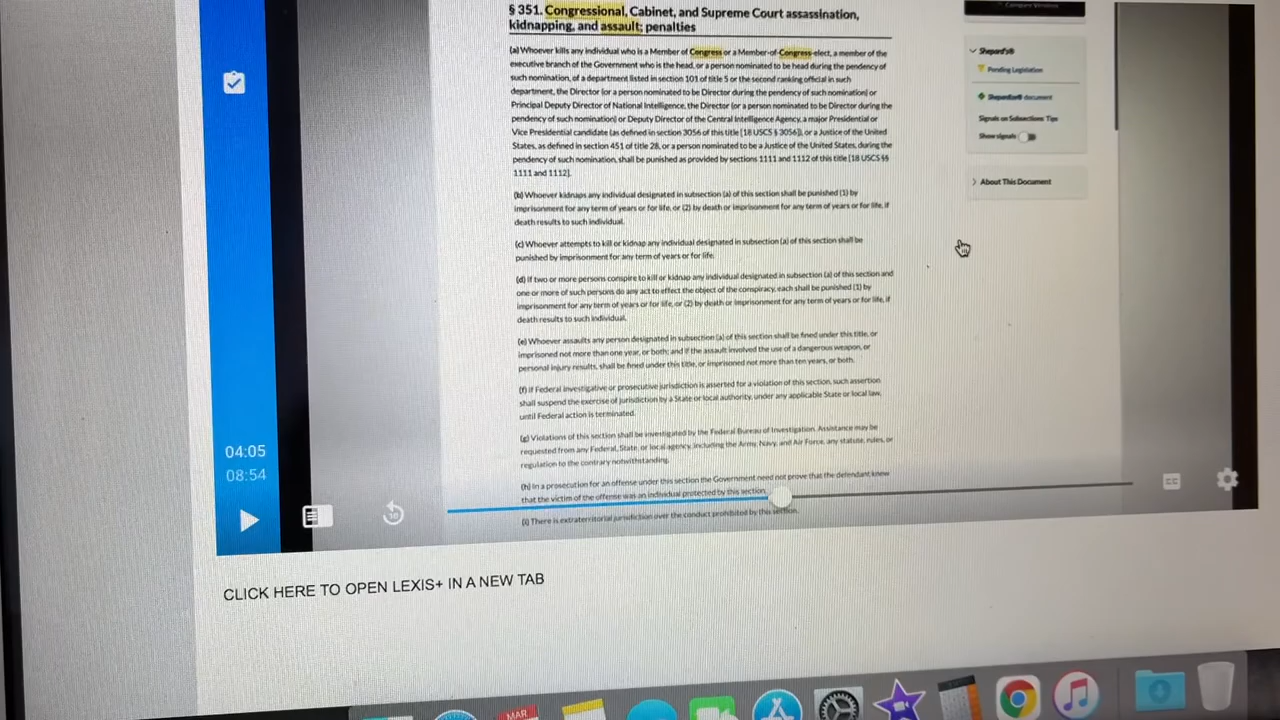 § 351. Congressional, Cabinet, and Supreme Court assassination,
kidnapping, and assault; penalties
(a) Whoever kills any individual who is a Member of Congress or a Member-of-Congress-elect, a member of the
executive branch of the Government who is the head, or a person nominated to be head during the pendency of
such nomination, of a department listed in section 101 of title 5 or the second ranking official in such
department, the Director (or a person nominated to be Director during the pendency of such nomination) or
Principal Deputy Director of National Intelligence, the Director (or a person nominated to be Director during the
pendency of such nomination) or Deputy Director of the Central Intelligence Agency, a major Presidential or
Vice Presidential candidate (as defined in section 3056 of this title [18 USCS § 3056]), or a Justice of the United
States, as defined in section 451 of title 28, or a person nominated to be a Justice of the United States, during the
pendency of such nomination, shall be punished as provided by sections 1111 and 1112 of this title [18 USCS §§
1111 and 1112].
(b) Whoever kidnaps any individual designated in subsection (a) of this section shall be punished (1) by
imprisonment for any term of years or for life, or (2) by death or imprisonment for any term of years or for life, if
death results to such individual.
(c) Whoever attempts to kill or kidnap any individual designated in subsection (a) of this section shall be
punished by imprisonment for any term of years or for life.
(d) If two or more persons conspire to kill or kidnap any individual designated in subsection (a) of this section and
one or more of such persons do any act to effect the object of the conspiracy, each shall be punished (1) by
imprisonment for any term of years or for life, or (2) by death or imprisonment for any term of years or for life, if
death results to such individual.
(e) Whoever assaults any person designated in subsection (a) of this section shall be fined under this title, or
imprisoned not more than one year, or both; and if the assault involved the use of a dangerous weapon, or
personal injury results, shall be fined under this title, or imprisoned not more than ten years, or both.
(f) If Federal investigative or prosecutive jurisdiction is asserted for a violation of this section, such assertion
shall suspend the exercise of jurisdiction by a State or local authority, under any applicable State or local law,
until Federal action is terminated.
(g) Violations of this section shall be investigated by the Federal Bureau of Investigation. Assistance may be
requested from any Federal, State, or local agency, including the Army, Navy, and Air Force, any statute, rules, or
regulation to the contrary notwithstanding.
(h) In a prosecution for an offense under this section the Government need not prove that the defendant knew
that the victim of the offense was an individual protected by this section.
(i) There is extraterritorial jurisdiction over the conduct prohibited by this section.
Compare Versions
Shepard's®
Pending Legislation
Shepardize® document
Signals on Subsections Tips
Show signals
About This Document
04:05
08:54
10
CC
CLICK HERE TO OPEN LEXIS+ IN A NEW TAB
MAR